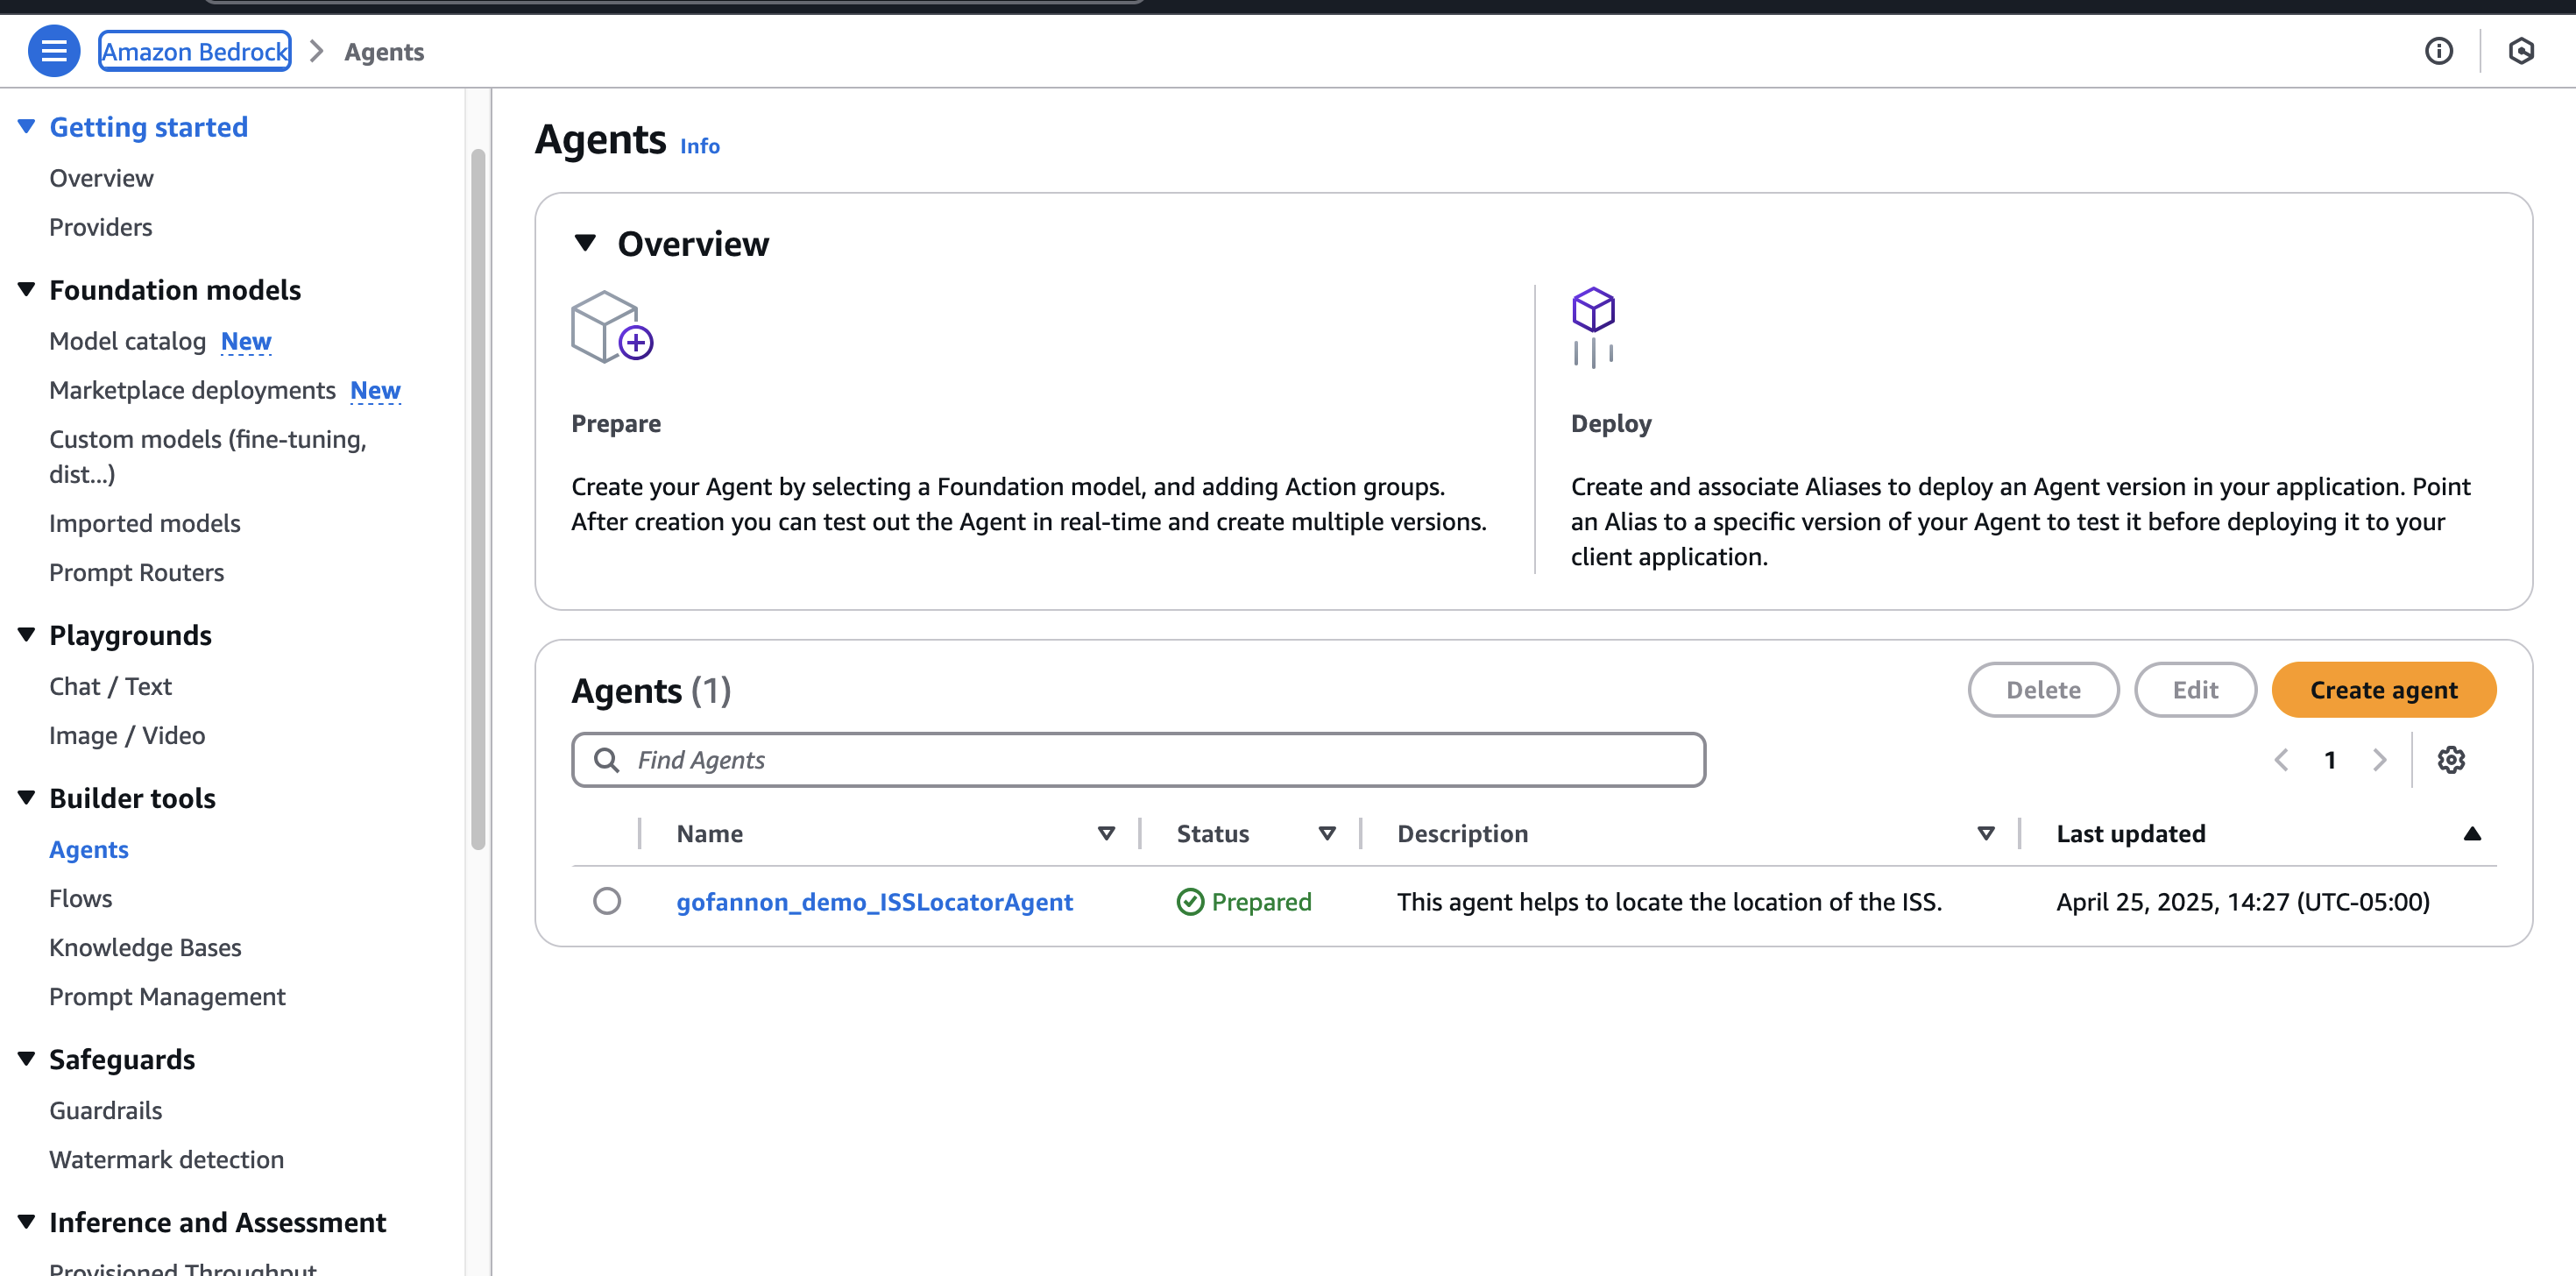 Amazon Bedrock > Agents
Getting started
Overview
Providers
Foundation models
Model catalog New
Marketplace deployments New
Custom models (fine-tuning,
dist...)
Imported models
Prompt Routers
Playgrounds
Chat / Text
Image / Video
Builder tools
Agents
Flows
Knowledge Bases
Prompt Management
Safeguards
Guardrails
Watermark detection
Inference and Assessment
Provisioned Throughput
Agents Info
Overview
Prepare
Create your Agent by selecting a Foundation model, and adding Action groups.
After creation you can test out the Agent in real-time and create multiple versions.
Deploy
Create and associate Aliases to deploy an Agent version in your application. Point
an Alias to a specific version of your Agent to test it before deploying it to your
client application.
Agents (1)
Delete Edit Create agent
Find Agents
1
Name Status Description Last updated
gofannon_demo_ISSLocatorAgent Prepared This agent helps to locate the location of the ISS. April 25, 2025, 14:27 (UTC-05:00)